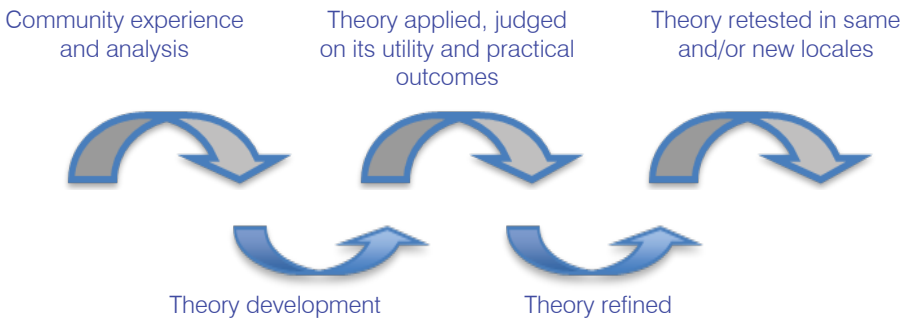 Community experience
and analysis
Theory applied, judged
on its utility and practical
outcomes
Theory retested in same
and/or new locales
Theory development
Theory refined